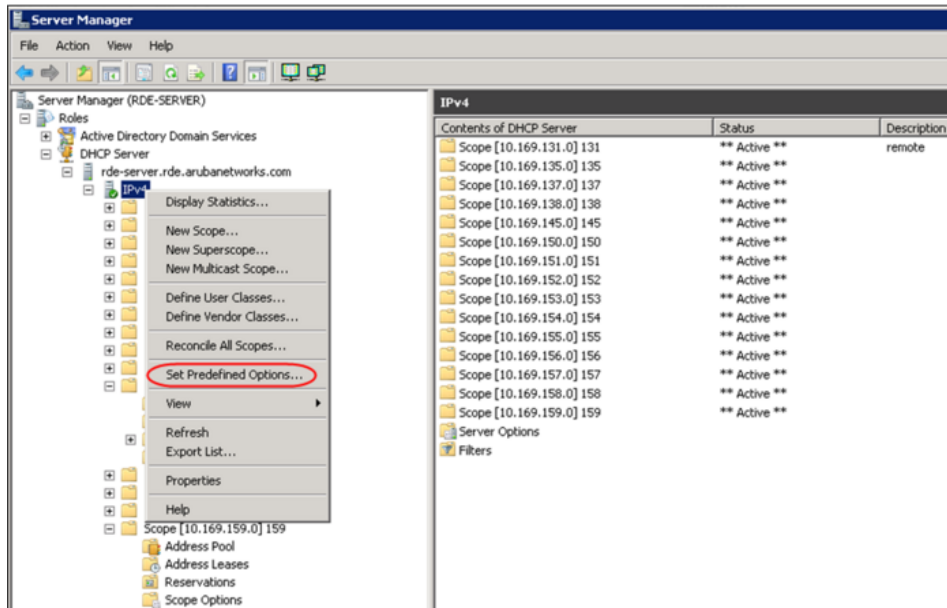 Server Manager
File Action View Help
Server Manager (RDE-SERVER)
Roles
Active Directory Domain Services
DHCP Server
rde-server.rde.arubanetworks.com
IPv4
Display Statistics...
New Scope...
New Superscope...
New Multicast Scope...
Define User Classes...
Define Vendor Classes...
Reconcile All Scopes...
Set Predefined Options...
View
Refresh
Export List...
Properties
Help
Scope [10.169.159.0] 159
Address Pool
Address Leases
Reservations
Scope Options
IPv4
Contents of DHCP Server Status Description
Scope [10.169.131.0] 131 ** Active ** remote
Scope [10.169.135.0] 135 ** Active **
Scope [10.169.137.0] 137 ** Active **
Scope [10.169.138.0] 138 ** Active **
Scope [10.169.145.0] 145 ** Active **
Scope [10.169.150.0] 150 ** Active **
Scope [10.169.151.0] 151 ** Active **
Scope [10.169.152.0] 152 ** Active **
Scope [10.169.153.0] 153 ** Active **
Scope [10.169.154.0] 154 ** Active **
Scope [10.169.155.0] 155 ** Active **
Scope [10.169.156.0] 156 ** Active **
Scope [10.169.157.0] 157 ** Active **
Scope [10.169.158.0] 158 ** Active **
Scope [10.169.159.0] 159 ** Active **
Server Options
Filters